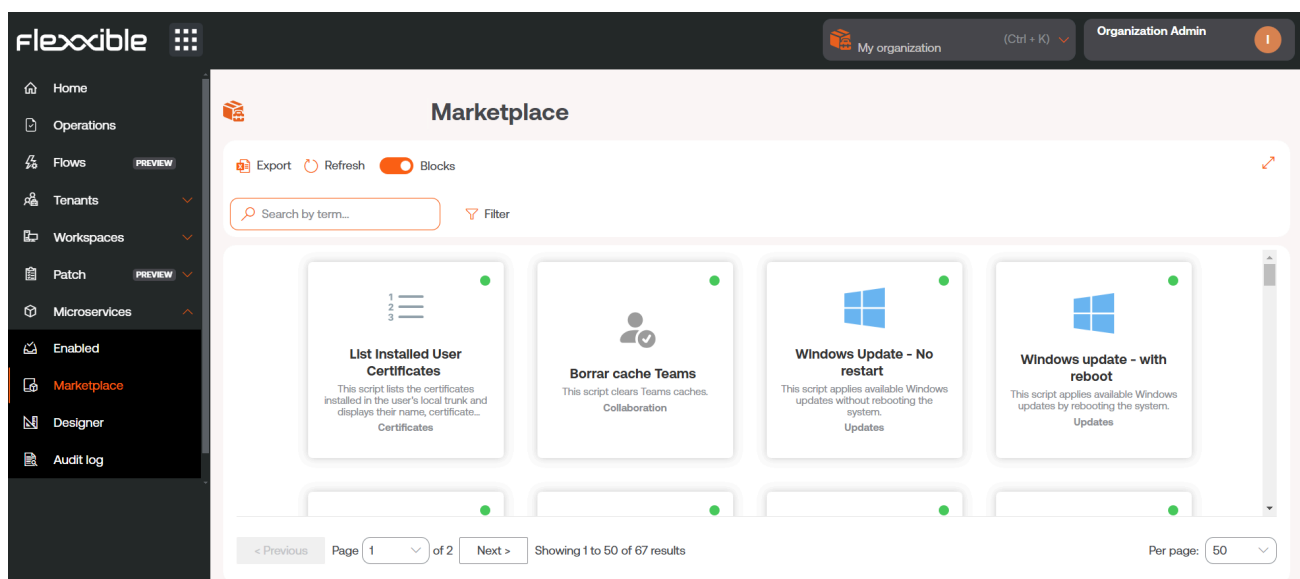 Flexxible
My organization
(Ctrl + K)
Organization Admin
I
Home
Operations
Flows PREVIEW
Tenants
Workspaces
Patch PREVIEW
Microservices
Enabled
Marketplace
Designer
Audit log
Marketplace
Export Refresh Blocks
Search by term... Filter
1
2
3
List Installed User
Certificates
This script lists the certificates
installed in the user's local trunk and
displays their name, certificate...
Certificates
Borrar cache Teams
This script clears Teams caches.
Collaboration
Windows Update - No
restart
This script applies available Windows
updates without rebooting the
system.
Updates
Windows update - with
reboot
This script applies available Windows
updates by rebooting the system.
Updates
< Previous Page 1 of 2 Next > Showing 1 to 50 of 67 results Per page: 50